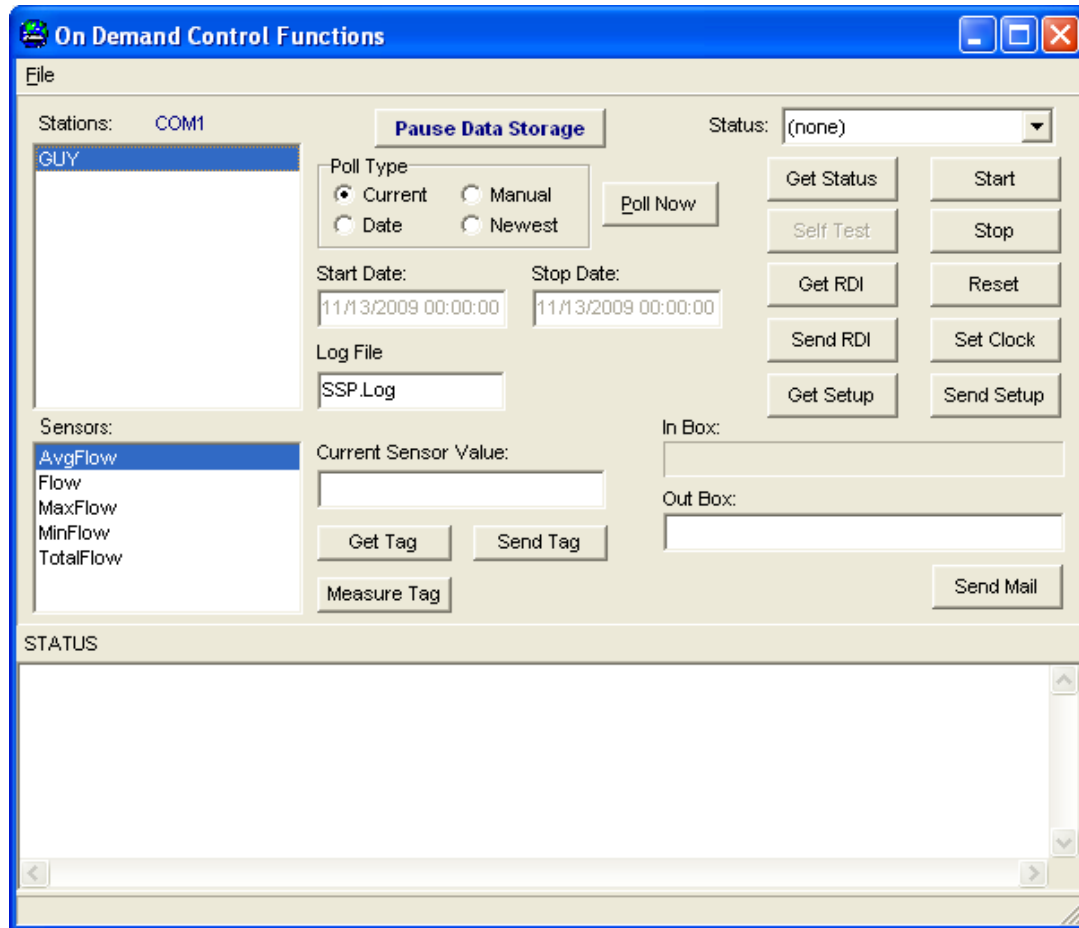 On Demand Control Functions
File
Stations: COM1
GUY
Pause Data Storage
Status: (none)
Poll Type
Current Manual
Date Newest
Poll Now
Get Status Start
Self Test Stop
Get RDI Reset
Send RDI Set Clock
Get Setup Send Setup
Start Date: Stop Date:
11/13/2009 00:00:00 11/13/2009 00:00:00
Log File
SSP.Log
Sensors:
AvgFlow
Flow
MaxFlow
MinFlow
TotalFlow
Current Sensor Value:
Get Tag Send Tag
Measure Tag
In Box:
Out Box:
Send Mail
STATUS